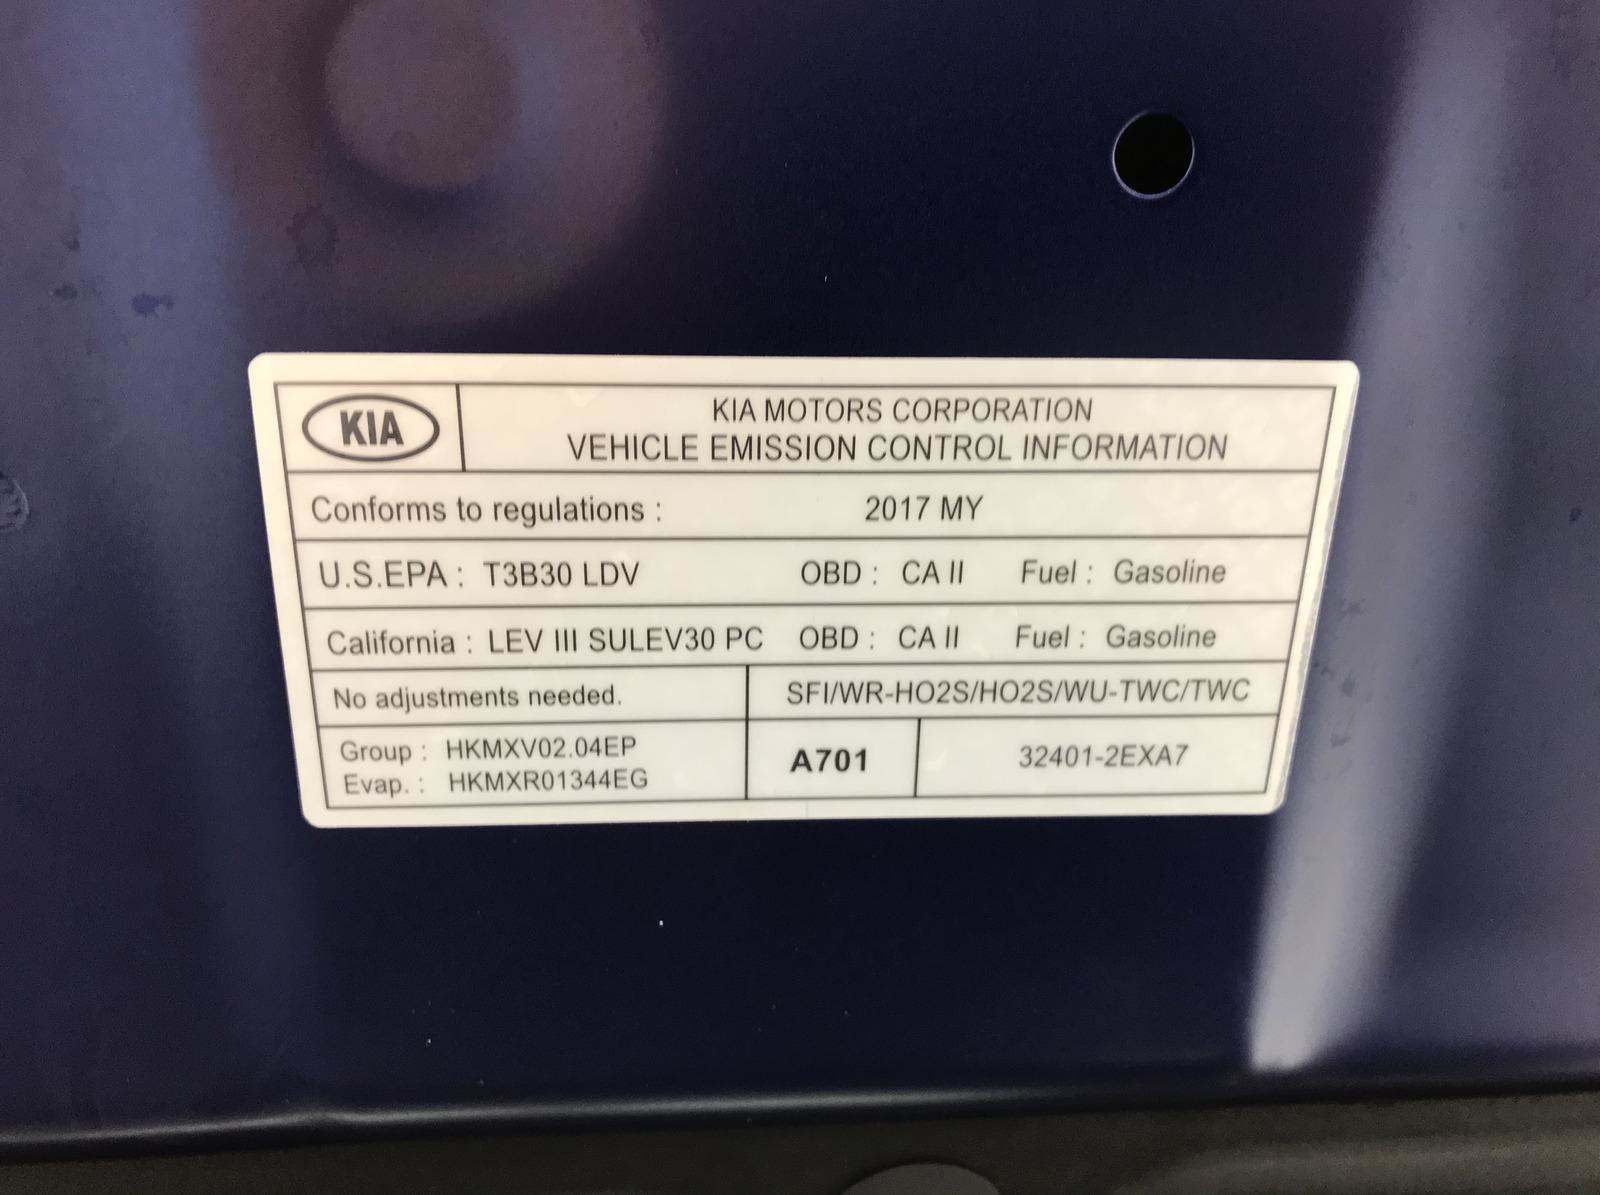 KIA
KIA MOTORS CORPORATION
VEHICLE EMISSION CONTROL INFORMATION
Conforms to regulations : 2017 MY
U.S.EPA : T3B30 LDV OBD : CA II Fuel : Gasoline
California : LEV III SULEV30 PC OBD : CA II Fuel : Gasoline
No adjustments needed. SFI/WR-HO2S/HO2S/WU-TWC/TWC
Group : HKMXV02.04EP
Evap. : HKMXR01344EG
A701
32401-2EXA7